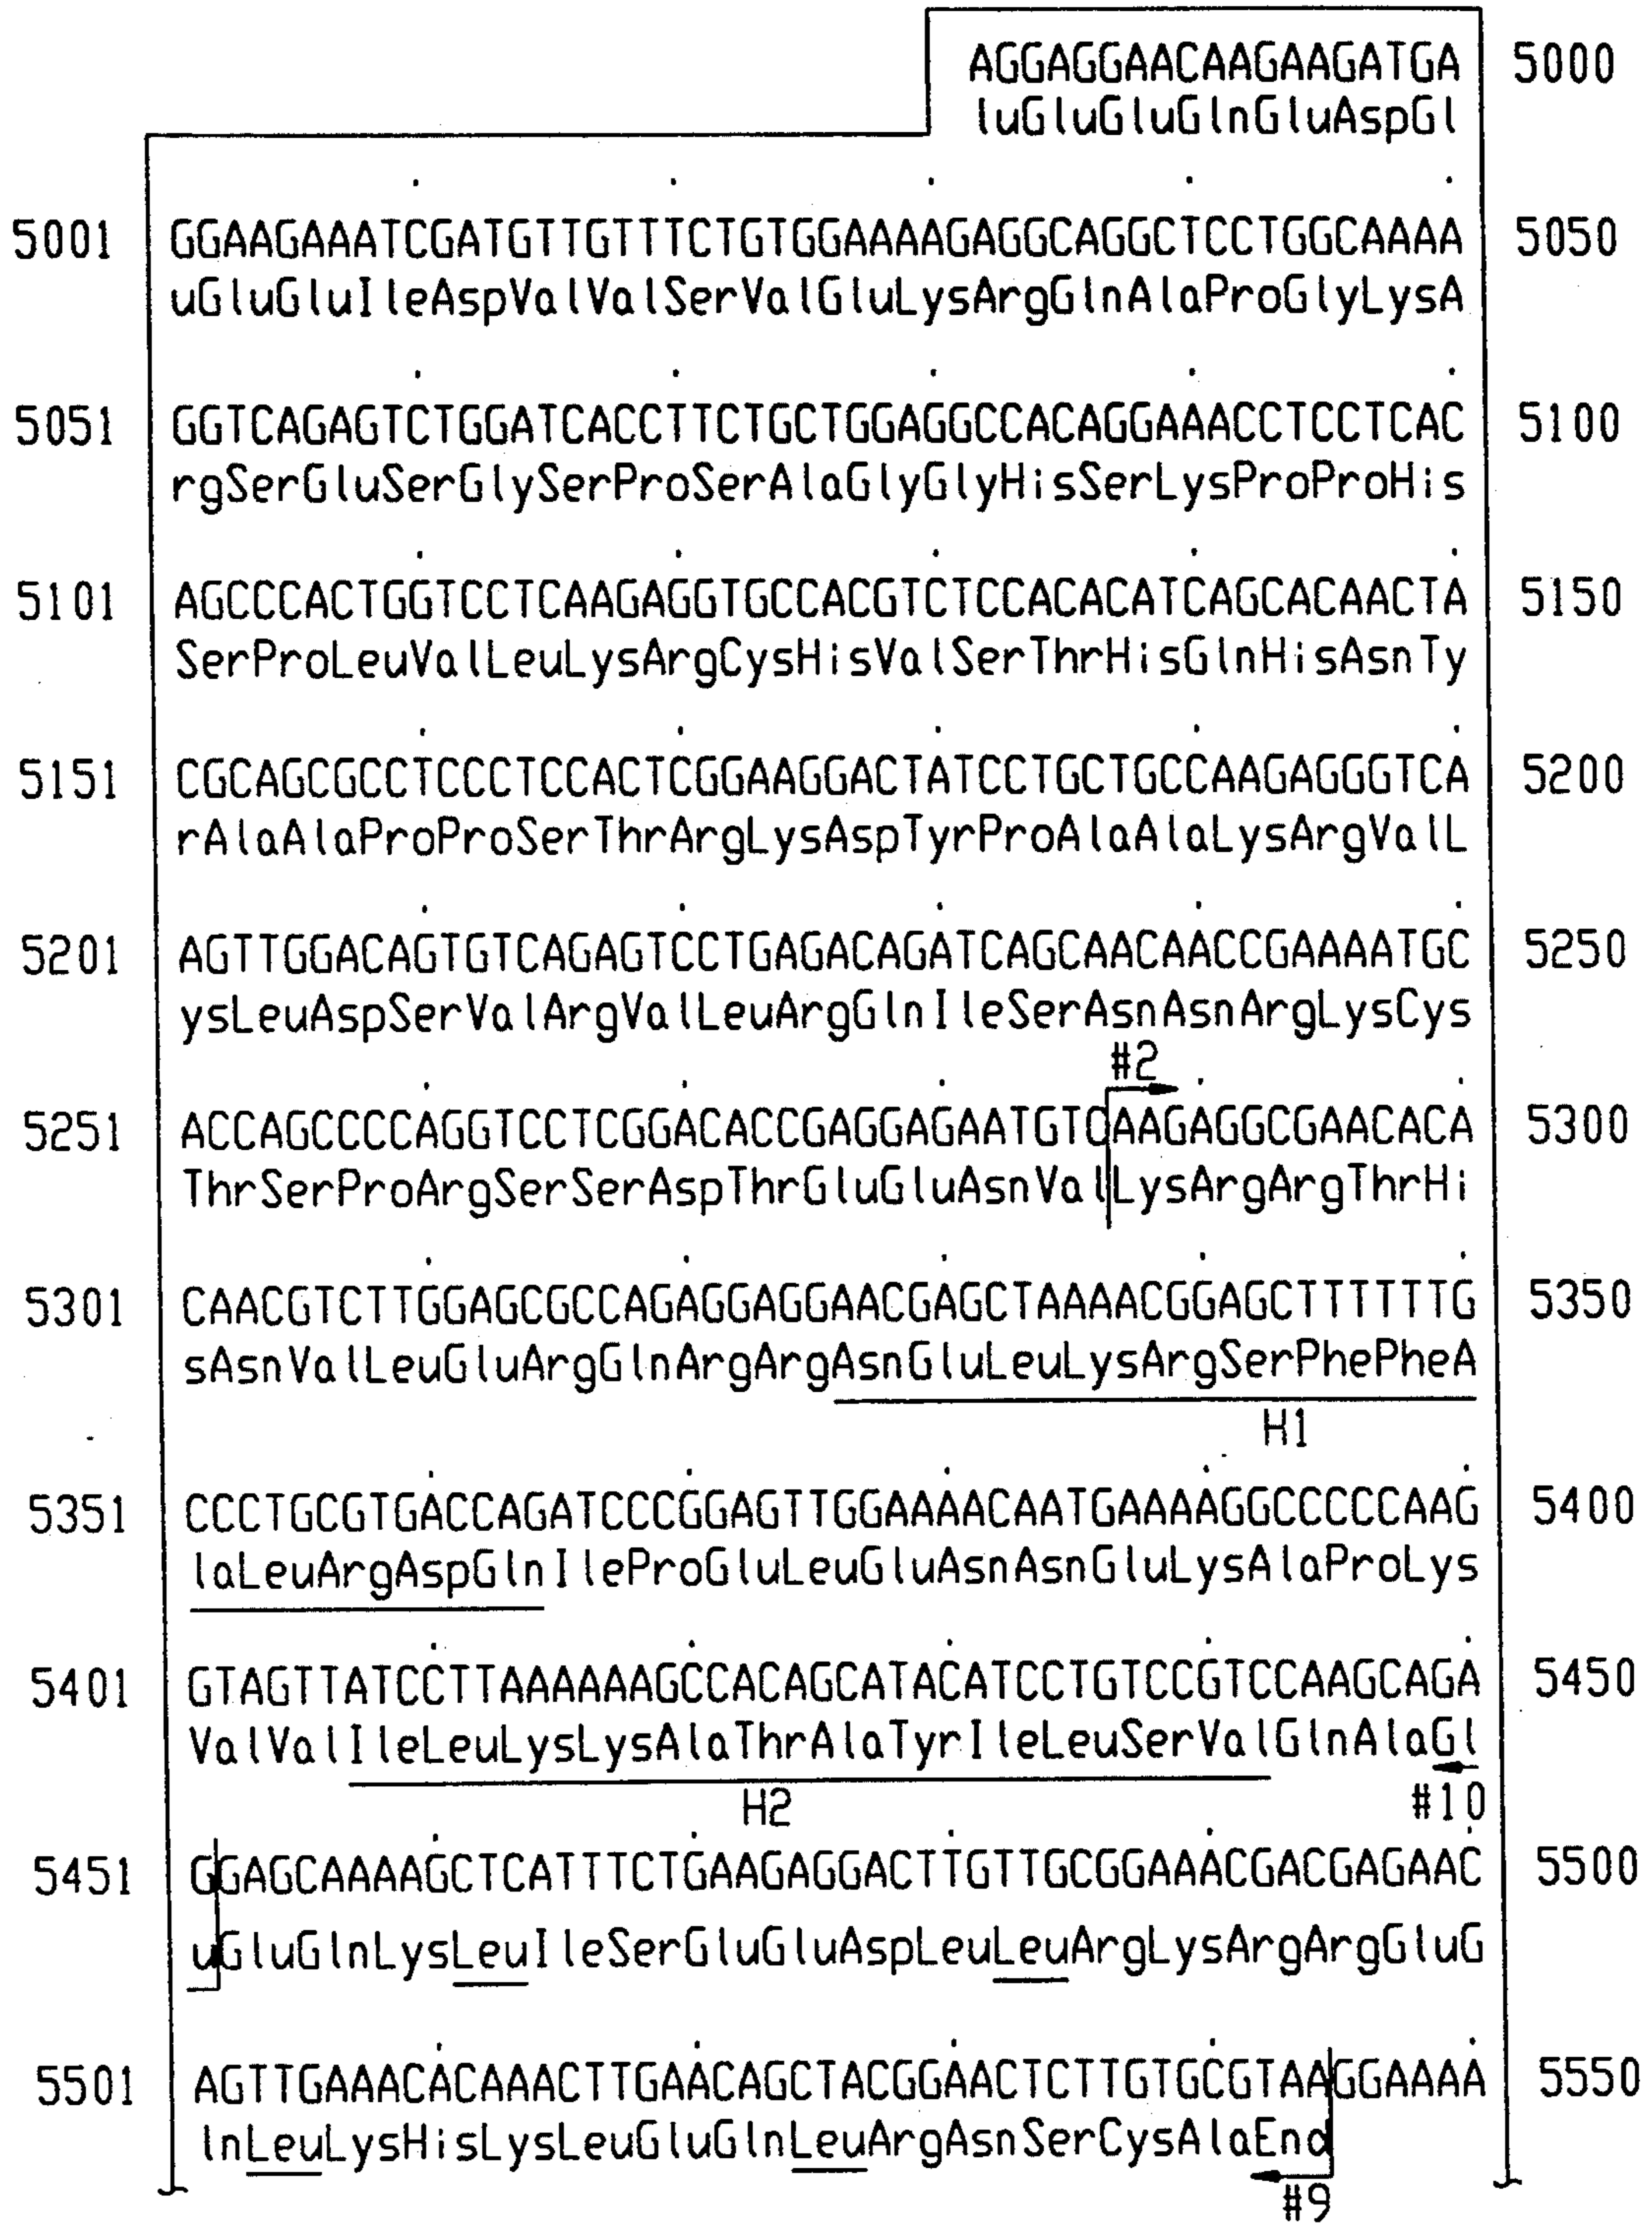 AGGAGGAACAAGAAGATGA 5000
luGluGluGlnGluAspGl
5001 GGAAGAAATCGATGTTGTTTCTGTGGAAAAGAGGCAGGCTCCTGGCAAAA 5050
uGluGluIleAspValValSerValGluLysArgGlnAlaProGlyLysA
5051 GGTCAGAGTCTGGATCACCTTCTGCTGGAGGCCACAGGAAACCTCCTCAC 5100
rgSerGluSerGlySerProSerAlaGlyGlyHisSerLysProProHis
5101 AGCCCACTGGTCCTCAAGAGGTGCCACGTCTCCACACATCAGCACAACTA 5150
SerProLeuValLeuLysArgCysHisValSerThrHisGlnHisAsnTy
5151 CGCAGCGCCTCCCTCCACTCGGAAGGACTATCCTGCTGCCAAGAGGGTCA 5200
rAlaAlaProProSerThrArgLysAspTyrProAlaAlaLysArgValL
5201 AGTTGGACAGTGTCAGAGTCCTGAGACAGATCAGCAACAACCGAAAATGC 5250
ysLeuAspSerValArgValLeuArgGlnIleSerAsnAsnArgLysCys
#2
5251 ACCAGCCCCAGGTCCTCGGACACCGAGGAGAATGTCAAGAGGCGAACACA 5300
ThrSerProArgSerSerAspThrGluGluAsnValLysArgArgThrHi
5301 CAACGTCTTGGAGCGCCAGAGGAGGAACGAGCTAAAACGGAGCTTTTTTG 5350
sAsnValLeuGluArgGlnArgArgAsnGluLeuLysArgSerPhePheA
H1
5351 CCCTGCGTGACCAGATCCCGGAGTTGGAAAACAATGAAAAGGCCCCCAAG 5400
laLeuArgAspGlnIleProGluLeuGluAsnAsnGluLysAlaProLys
5401 GTAGTTATCCTTAAAAAAGCCACAGCATACATCCTGTCCGTCCAAGCAGA 5450
ValValIleLeuLysLysAlaThrAlaTyrIleLeuSerValGlnAlaGl
H2 #10
5451 GGAGCAAAAGCTCATTTCTGAAGAGGACTTGTTGCGGAAACGACGAGAAC 5500
uGluGlnLysLeuIleSerGluGluAspLeuLeuArgLysArgArgGluG
5501 AGTTGAAACACAAACTTGAACAGCTACGGAACTCTTGTGCGTAAGGAAAA 5550
lnLeuLysHisLysLeuGluGlnLeuArgAsnSerCysAlaEnd
#9